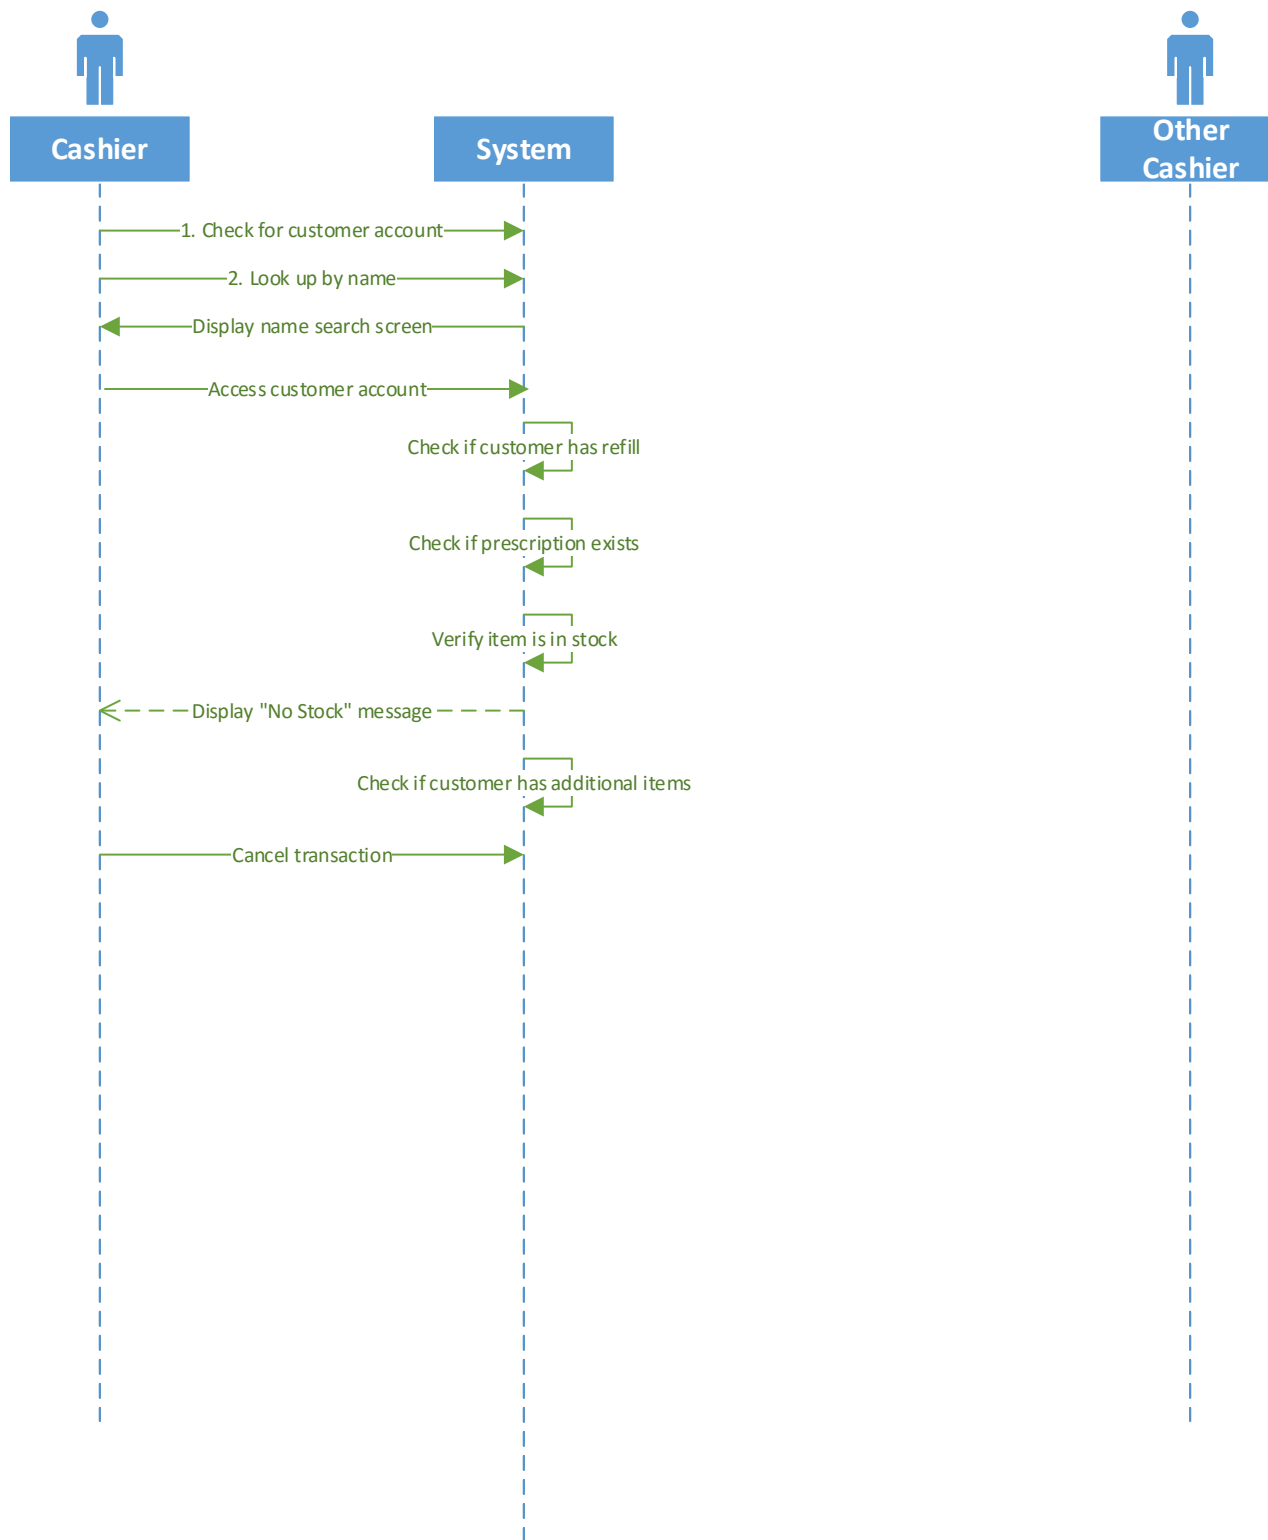 Cashier
System
Other
Cashier
1. Check for customer account
2. Look up by name
Display name search screen
Access customer account
Check if customer has refill
Check if prescription exists
Verify item is in stock
Display "No Stock" message
Check if customer has additional items
Cancel transaction